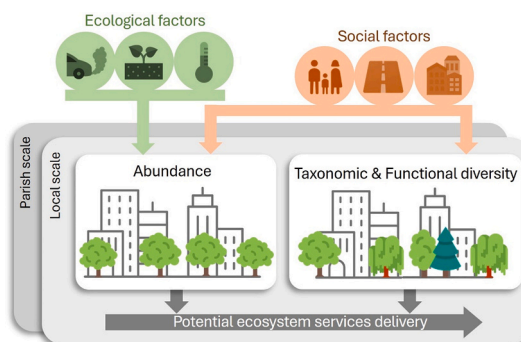 Ecological factors
Social factors
Parish scale
Local scale
Abundance
Taxonomic & Functional diversity
Potential ecosystem services delivery